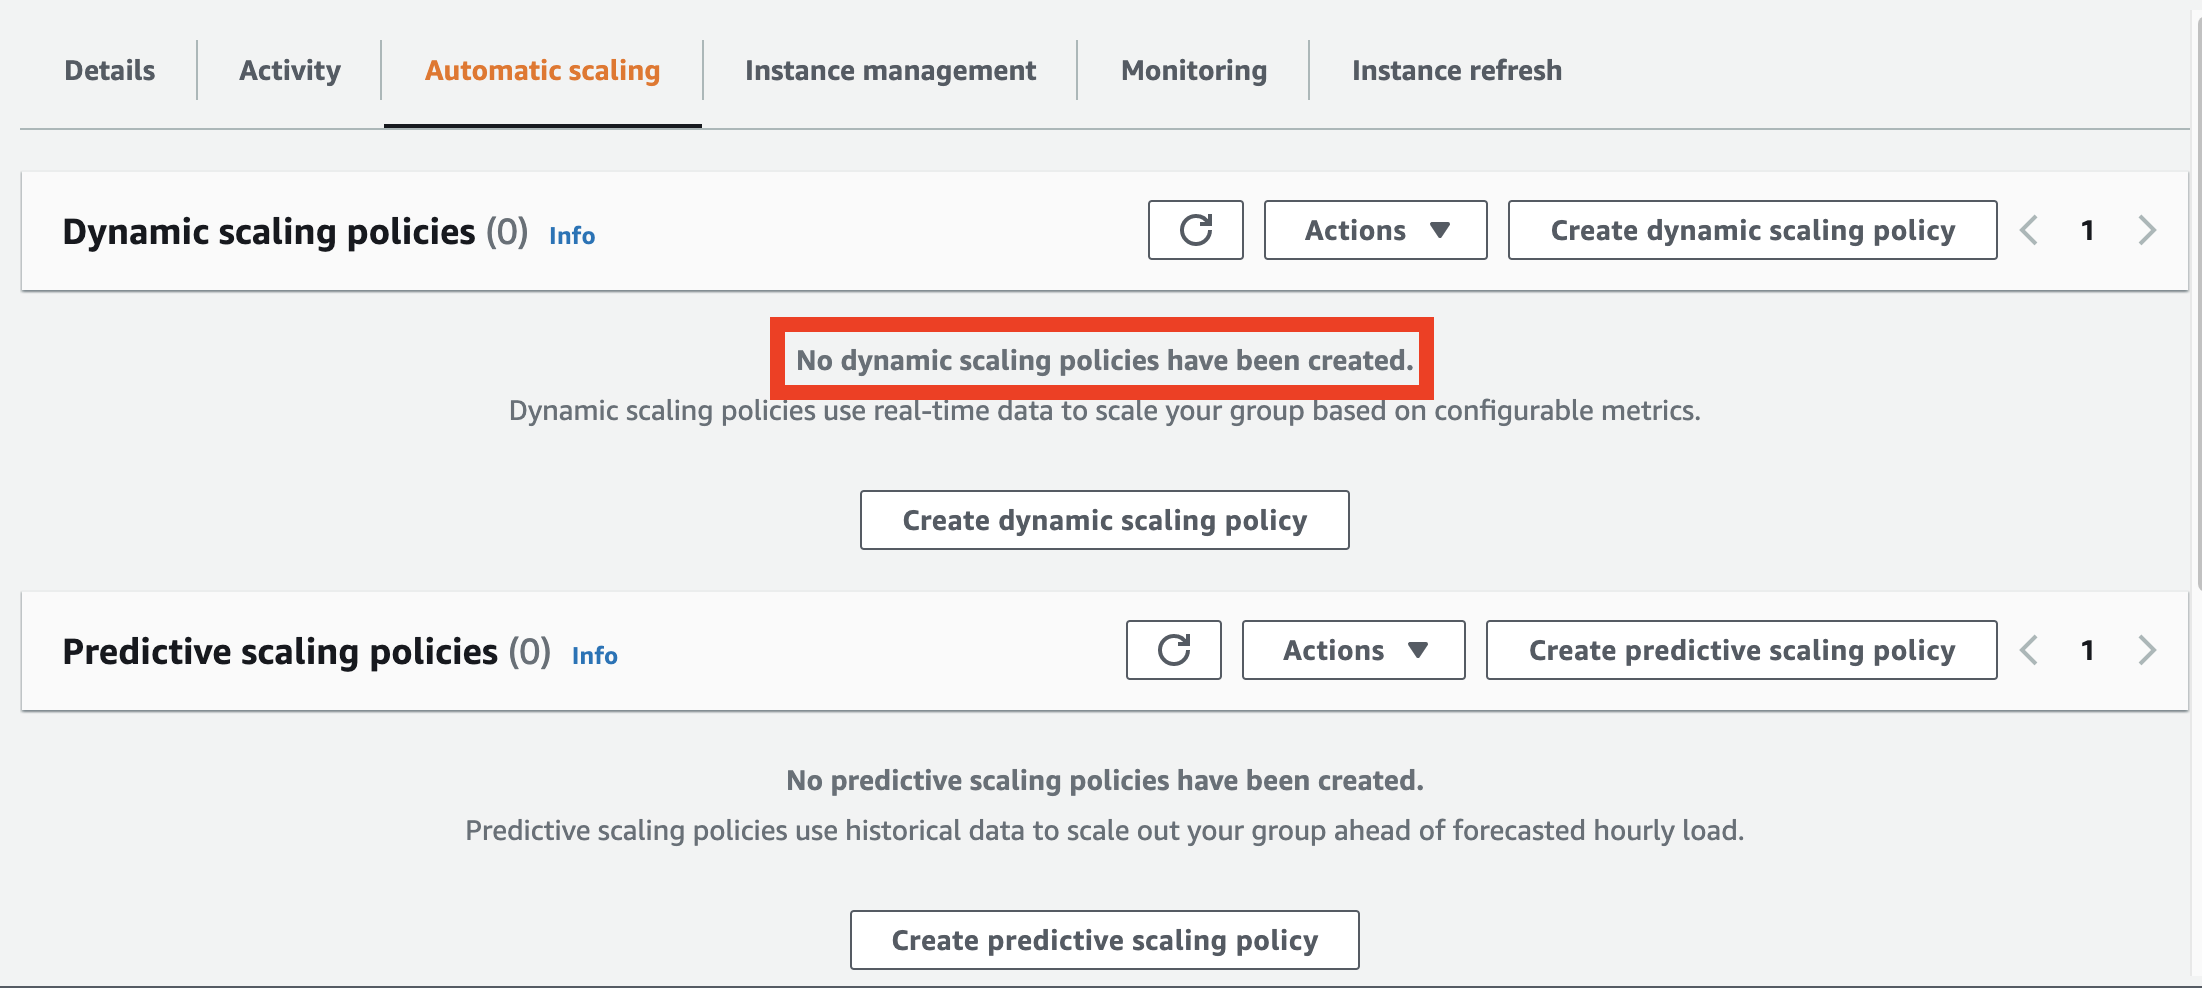 Details Activity Automatic scaling Instance management Monitoring Instance refresh
Dynamic scaling policies (0) Info Actions Create dynamic scaling policy 1
No dynamic scaling policies have been created.
Dynamic scaling policies use real-time data to scale your group based on configurable metrics.
Create dynamic scaling policy
Predictive scaling policies (0) Info Actions Create predictive scaling policy 1
No predictive scaling policies have been created.
Predictive scaling policies use historical data to scale out your group ahead of forecasted hourly load.
Create predictive scaling policy